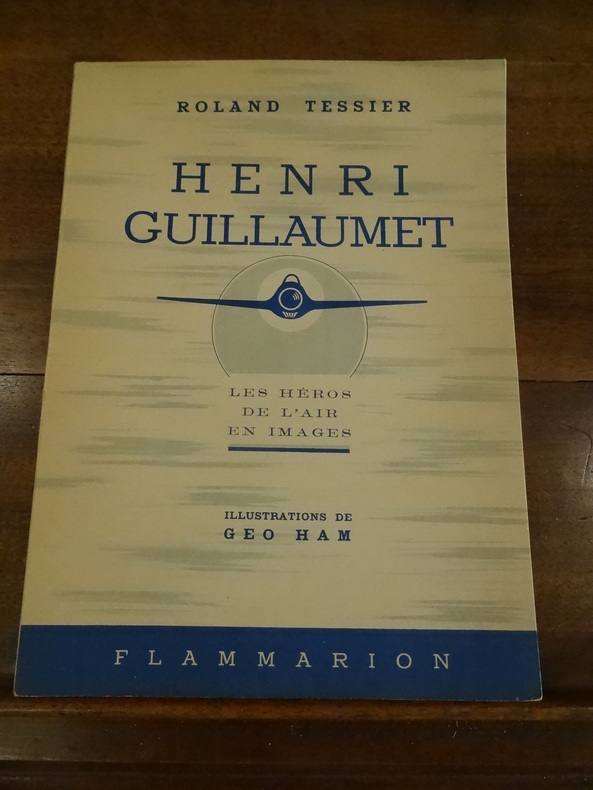 ROLAND TESSIER
HENRI
GUILLAUMET
LES HÉROS
DE L'AIR
EN IMAGES
ILLUSTRATIONS DE
GEO HAM
FLAMMARION